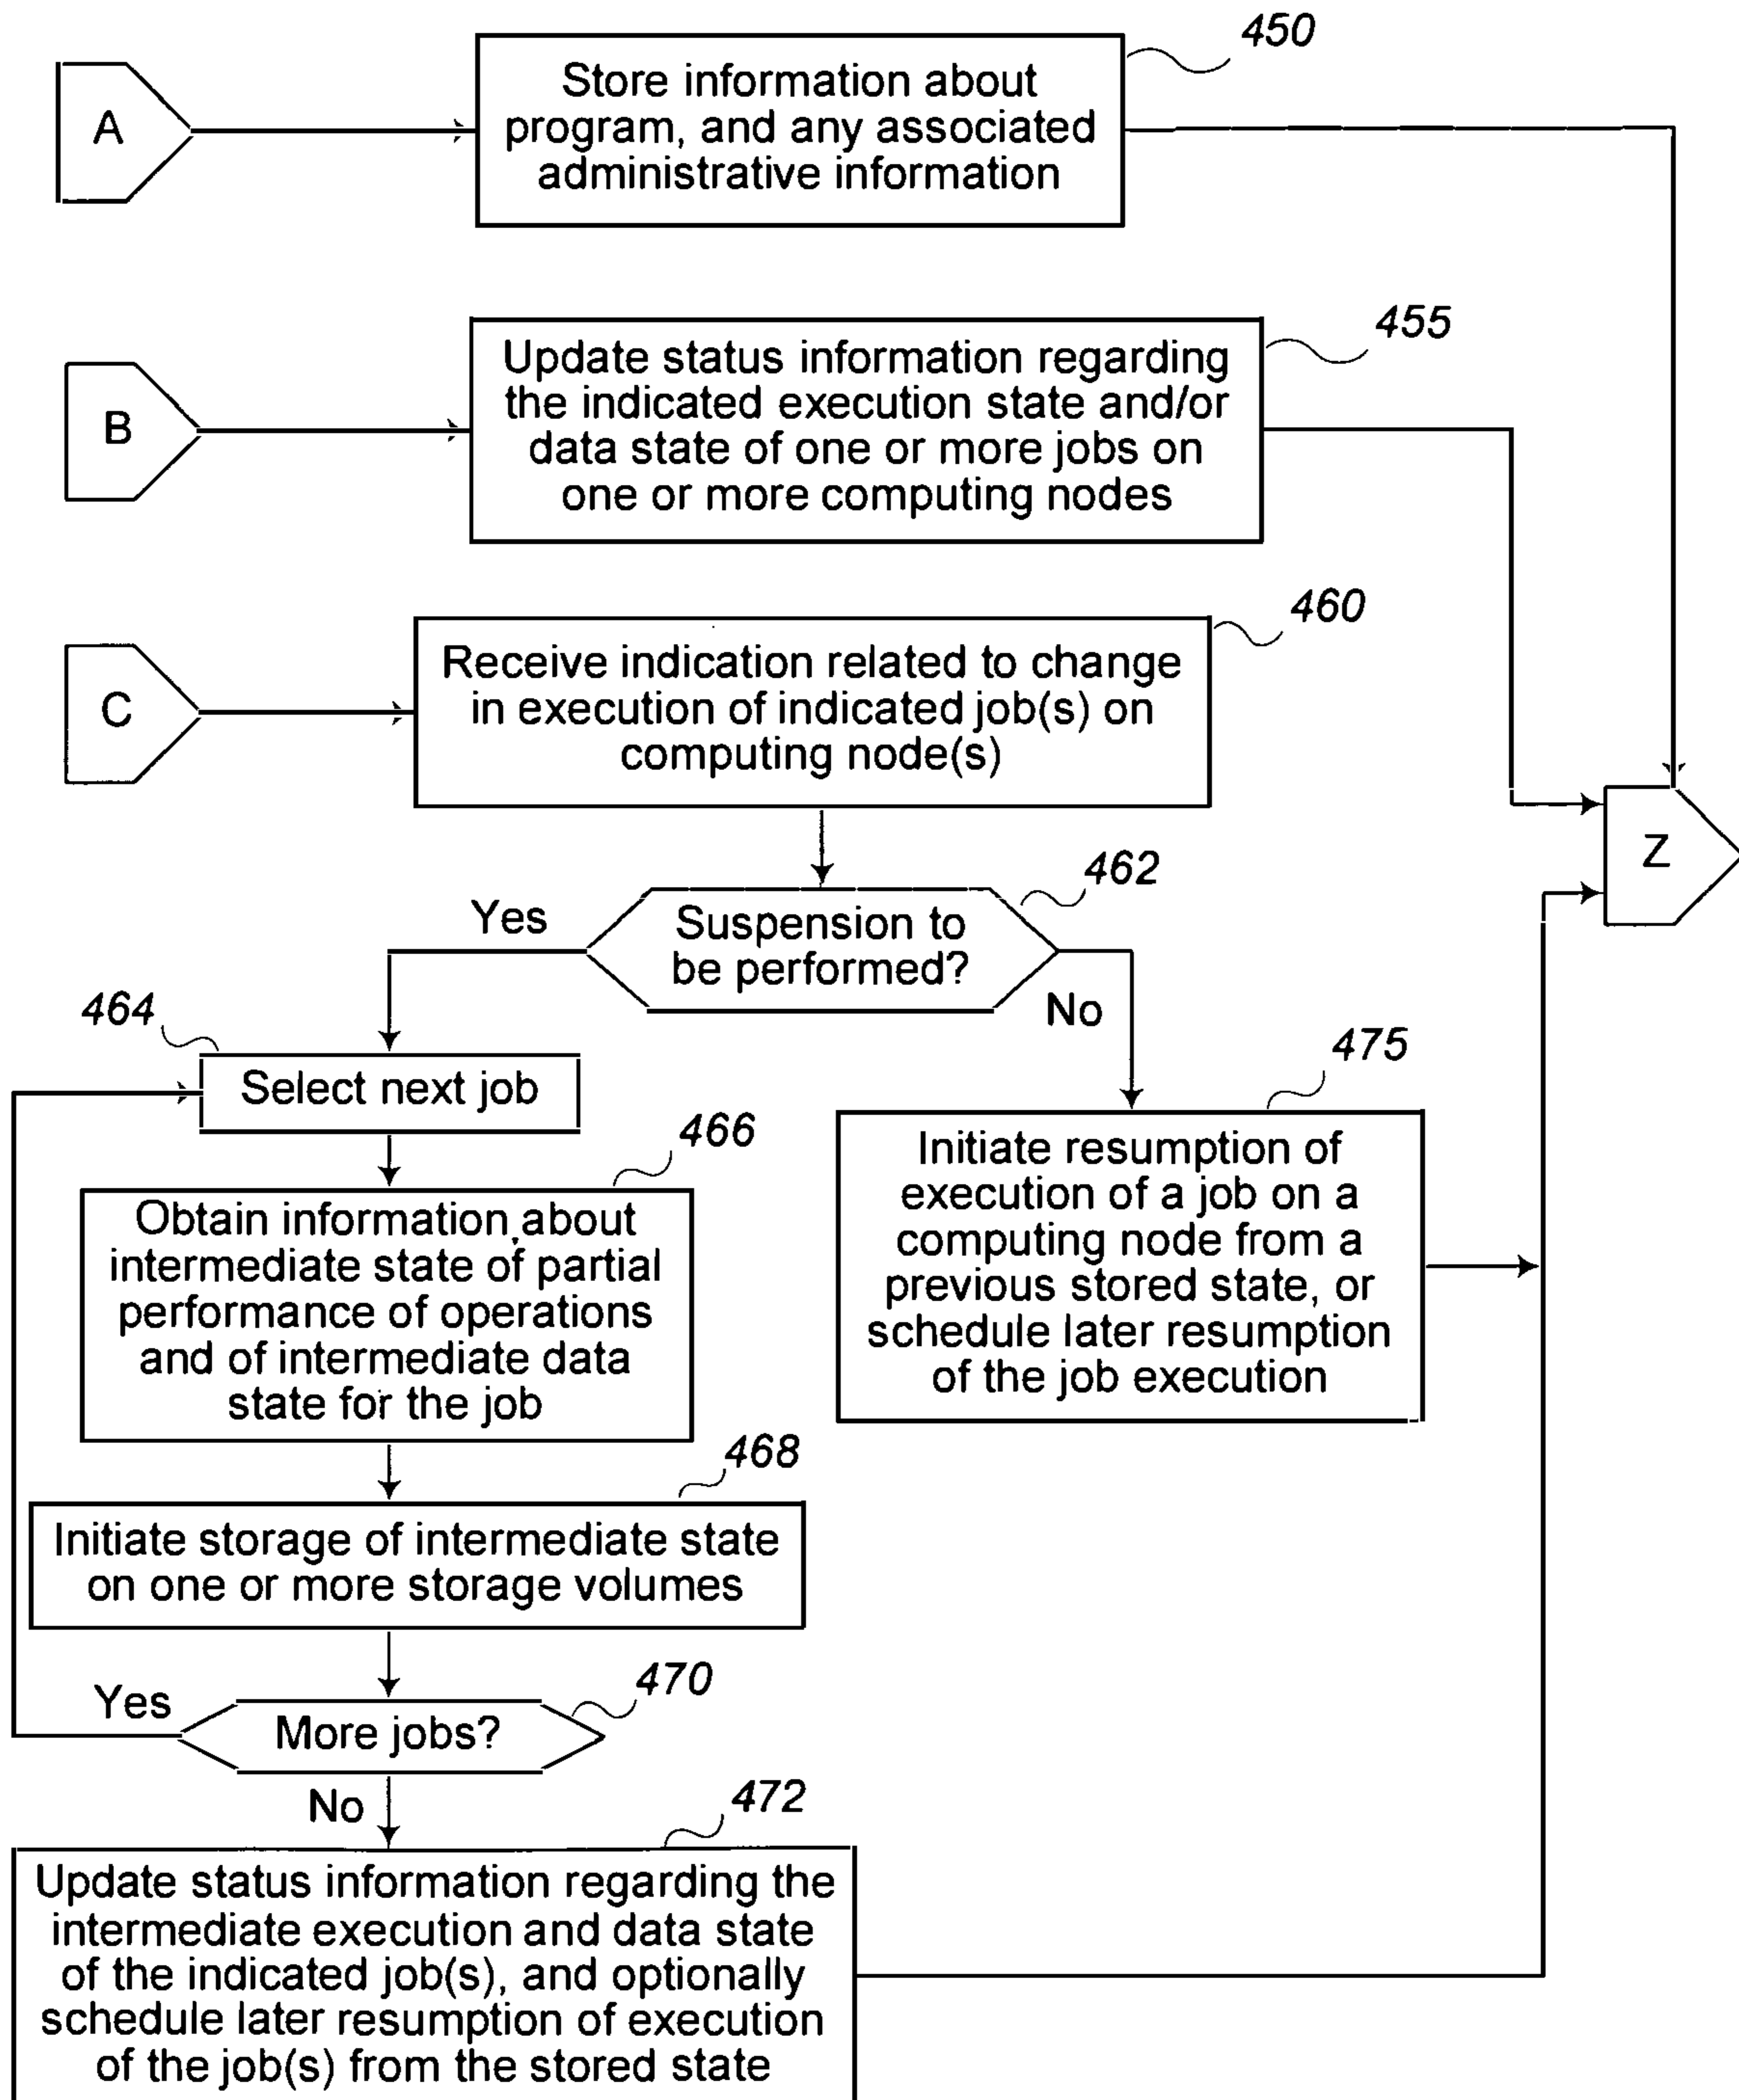 450
A
Store information about
program, and any associated
administrative information
455
B
Update status information regarding
the indicated execution state and/or
data state of one or more jobs on
one or more computing nodes
460
C
Receive indication related to change
in execution of indicated job(s) on
computing node(s)
Z
462
Yes
Suspension to
be performed?
No
464
Select next job
475
466
Initiate resumption of
execution of a job on a
computing node from a
previous stored state, or
schedule later resumption
of the job execution
Obtain information about
intermediate state of partial
performance of operations
and of intermediate data
state for the job
468
Initiate storage of intermediate state
on one or more storage volumes
470
Yes
More jobs?
No
472
Update status information regarding the
intermediate execution and data state
of the indicated job(s), and optionally
schedule later resumption of execution
of the job(s) from the stored state